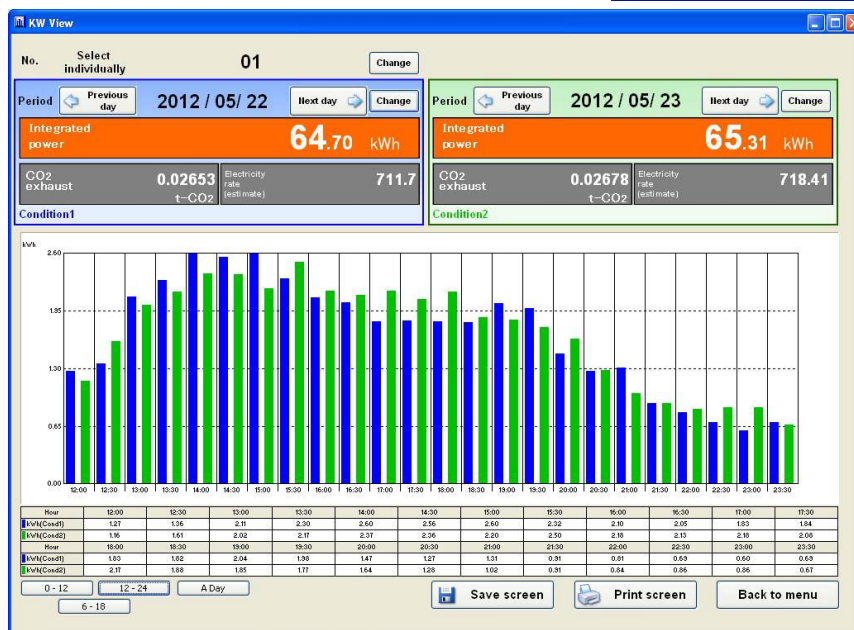 KW View
No. Select individually 01 Change
Period Previous day 2012 / 05/ 22 Next day Change
Integrated power 64.70 kWh
CO2 exhaust 0.02653 t-CO2 Electricity rate (estimate) 711.7
Condition1
Period Previous day 2012 / 05/ 23 Next day Change
Integrated power 65.31 kWh
CO2 exhaust 0.02678 t-CO2 Electricity rate (estimate) 718.41
Condition2
kWh
2.60
1.95
1.30
0.65
0.00
12:00 12:30 13:00 13:30 14:00 14:30 15:00 15:30 16:00 16:30 17:00 17:30 18:00 18:30 19:00 19:30 20:00 20:30 21:00 21:30 22:00 22:30 23:00 23:30
Hour 12:00 12:30 13:00 13:30 14:00 14:30 15:00 15:30 16:00 16:30 17:00 17:30
kWh(Cond1) 1.27 1.36 2.11 2.30 2.60 2.56 2.60 2.32 2.10 2.05 1.83 1.84
kWh(Cond2) 1.16 1.61 2.02 2.17 2.37 2.36 2.20 2.50 2.18 2.13 2.18 2.08
Hour 18:00 18:30 19:00 19:30 20:00 20:30 21:00 21:30 22:00 22:30 23:00 23:30
kWh(Cond1) 1.83 1.82 2.04 1.98 1.47 1.27 1.31 0.91 0.81 0.69 0.60 0.69
kWh(Cond2) 2.17 1.88 1.85 1.77 1.64 1.28 1.02 0.91 0.84 0.86 0.86 0.67
0 - 12 12 - 24 A Day
6 - 18
Save screen Print screen Back to menu